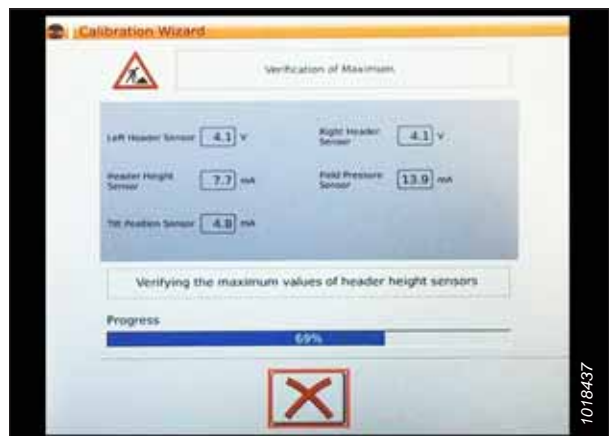 Calibration Wizard
Verification of Maximum
Left Header Sensor 4.1 V
Right Header
Sensor 4.1 V
Header Height
Sensor 7.7 mA
Field Pressure
Sensor 13.9 mA
Tilt Position Sensor 4.8 mA
Verifying the maximum values of header height sensors
Progress
69%
1018437